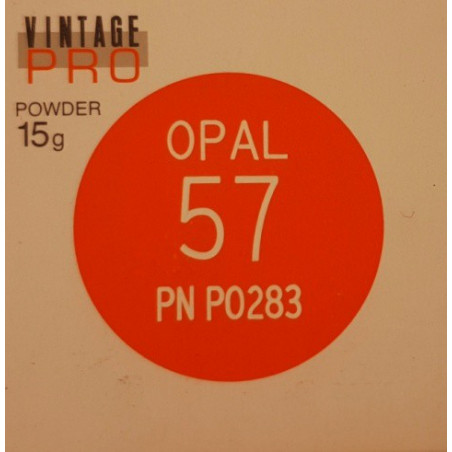 VINTAGE
PRO
POWDER
15g
OPAL
57
PN P0283